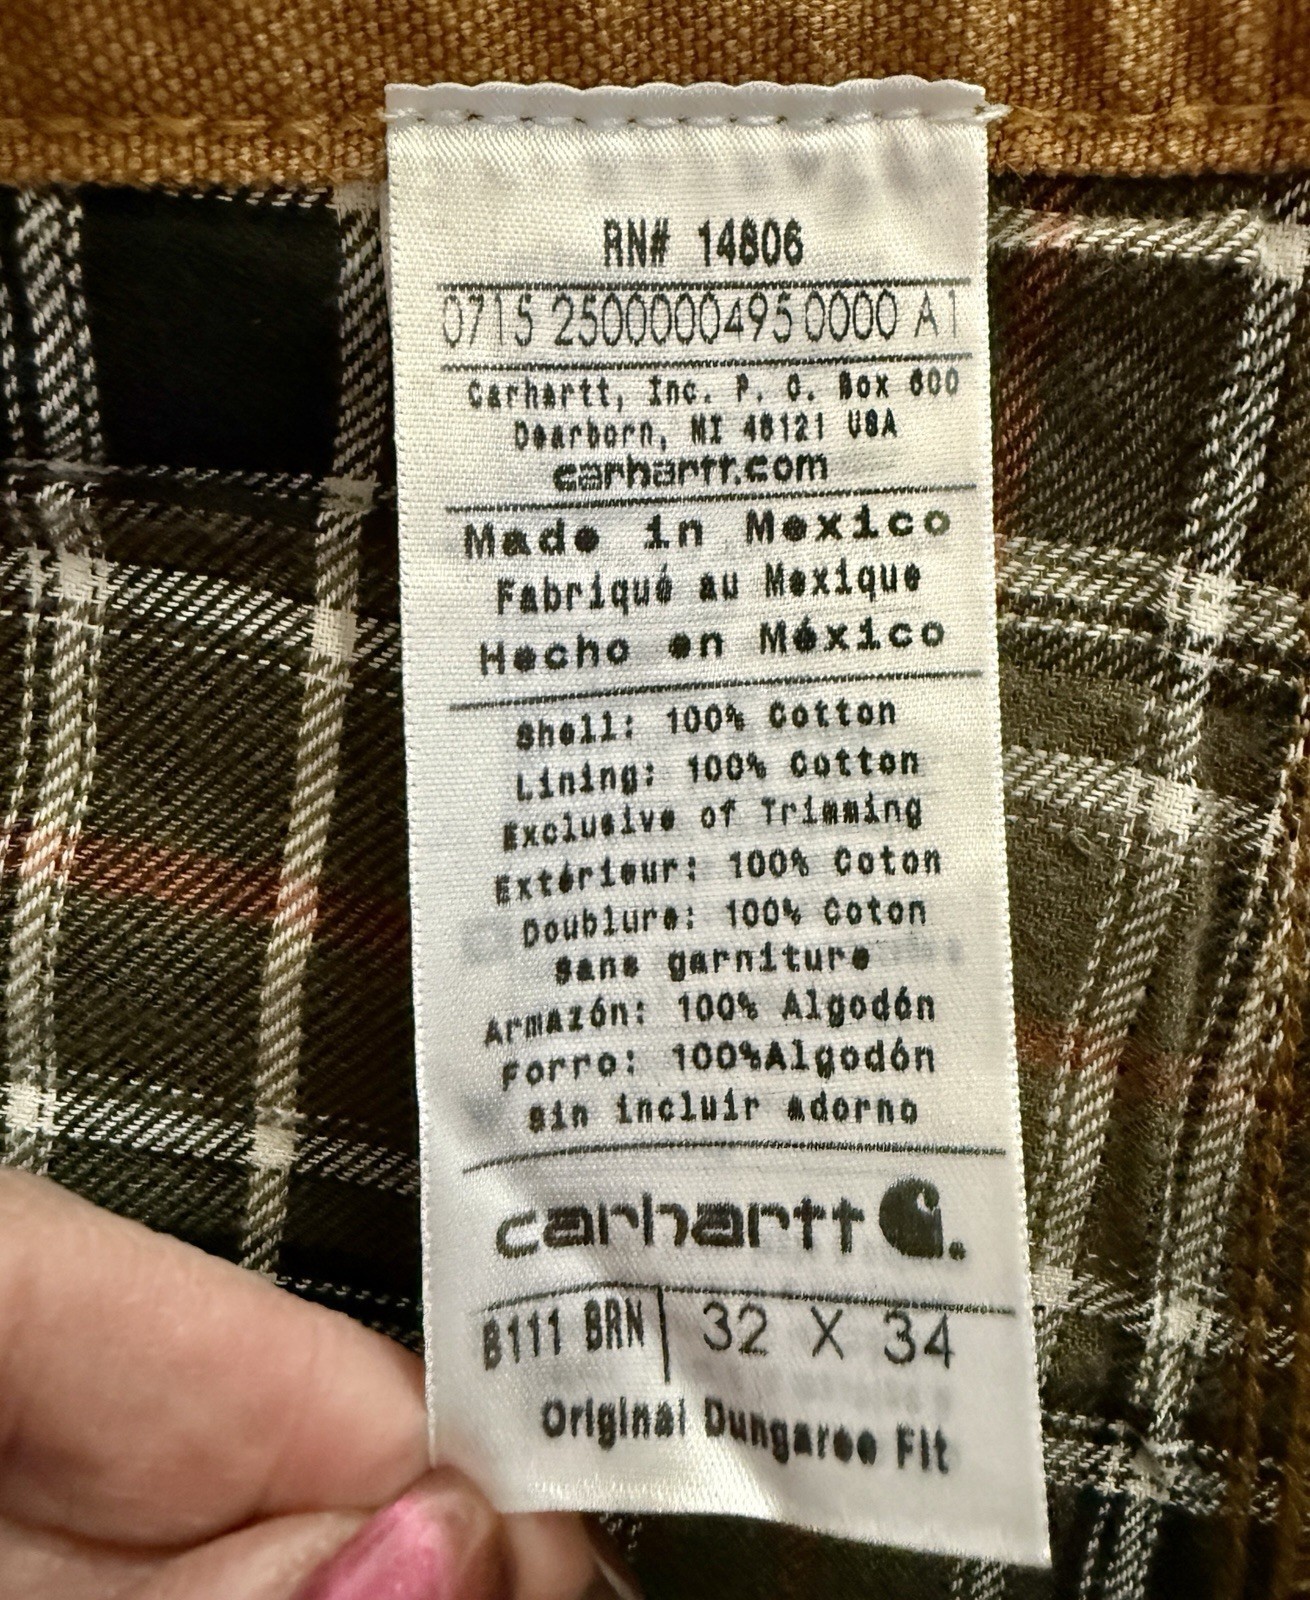 RN# 14806
0715 2500000495 0000 A1
Carhartt, Inc. P. O. Box 600
Dearborn, MI 48121 USA
carhartt.com
Made in Mexico
Fabriqué au Mexique
Hecho en México
Shell: 100% Cotton
Lining: 100% Cotton
Exclusive of Trimming
Extérieur: 100% Coton
Doublure: 100% Coton
sans garniture
Armazón: 100% Algodón
Forro: 100%Algodón
sin incluir adorno
carhartt
B111 BRN | 32 X 34
Original Dungaree Fit